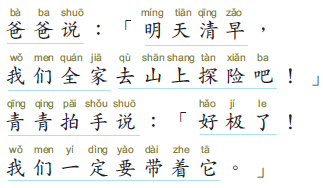 bà ba shuō míng tiān qīng zǎo
爸爸说：「明天清早，
wǒ men quán jiā qù shān shang tàn xiǎn ba
我们全家去山上探险吧！」
qīng qing pāi shǒu shuō hǎo jí le
青青拍手说：「好极了！
wǒ men yí dìng yào dài zhe tā
我们一定要带着它。」